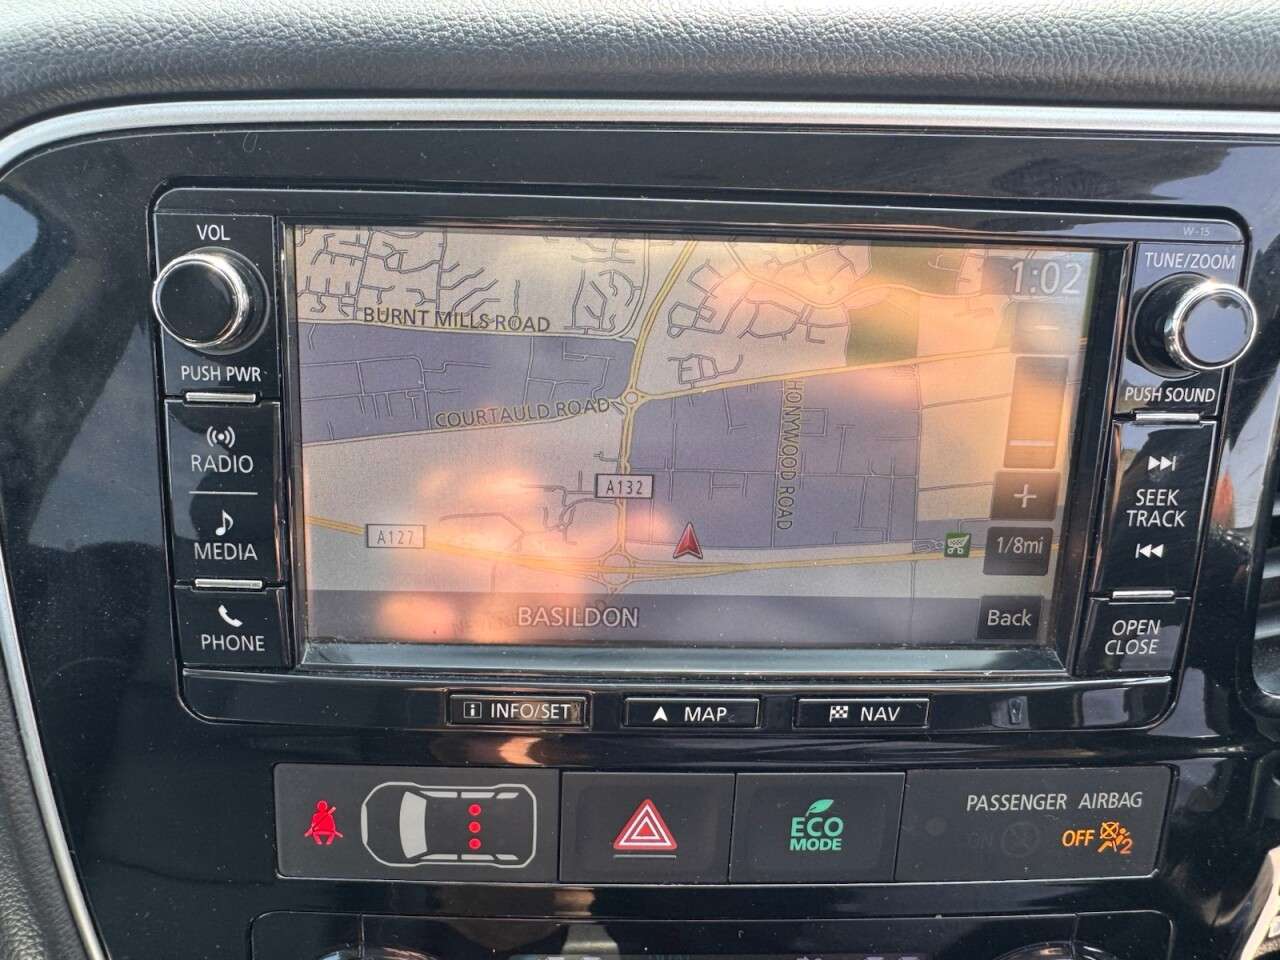 W-15
VOL
TUNE/ZOOM
1:02
BURNT MILLS ROAD
PUSH PWR
PUSH SOUND
COURTAULD ROAD
HONYWOOD ROAD
RADIO
A132
SEEK
TRACK
A127
1/8mi
MEDIA
BASILDON
Back
PHONE
OPEN
CLOSE
INFO/SET
MAP
NAV
PASSENGER AIRBAG
ECO
MODE
ON
OFF
2